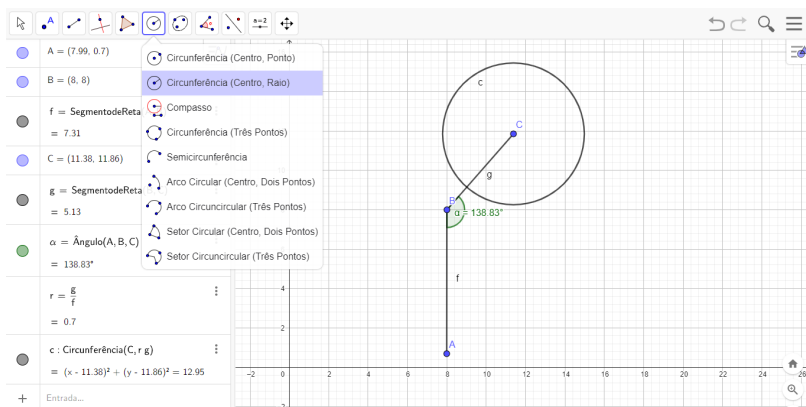 A
a=2
A = (7.99, 0.7)
B = (8, 8)
f = SegmentodeReta
= 7.31
C = (11.38, 11.86)
g = SegmentodeReta
= 5.13
α = Ângulo(A, B, C)
= 138.83°
r = g/f
= 0.7
c : Circunferência(C, r g)
= (x - 11.38)² + (y - 11.86)² = 12.95
Entrada...
Circunferência (Centro, Ponto)
Circunferência (Centro, Raio)
Compasso
Circunferência (Três Pontos)
Semicircunferência
Arco Circular (Centro, Dois Pontos)
Arco Circuncircular (Três Pontos)
Setor Circular (Centro, Dois Pontos)
Setor Circuncircular (Três Pontos)
c
C
g
B
α = 138.83°
f
A
4
2
−2 0 2 4 6 8 10 12 14 16 18 20 22 24 26